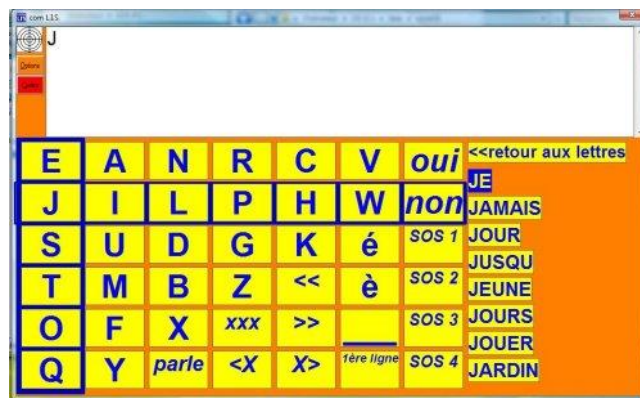 com L1S
J
Options
E A N R C V oui
J I L P H W non
S U D G K é SOS 1
T M B Z << è SOS 2
O F X xxx >> _ SOS 3
Q Y parle <X X> 1ère ligne SOS 4
<<retour aux lettres
JE
JAMAIS
JOUR
JUSQU
JEUNE
JOURS
JOUER
JARDIN